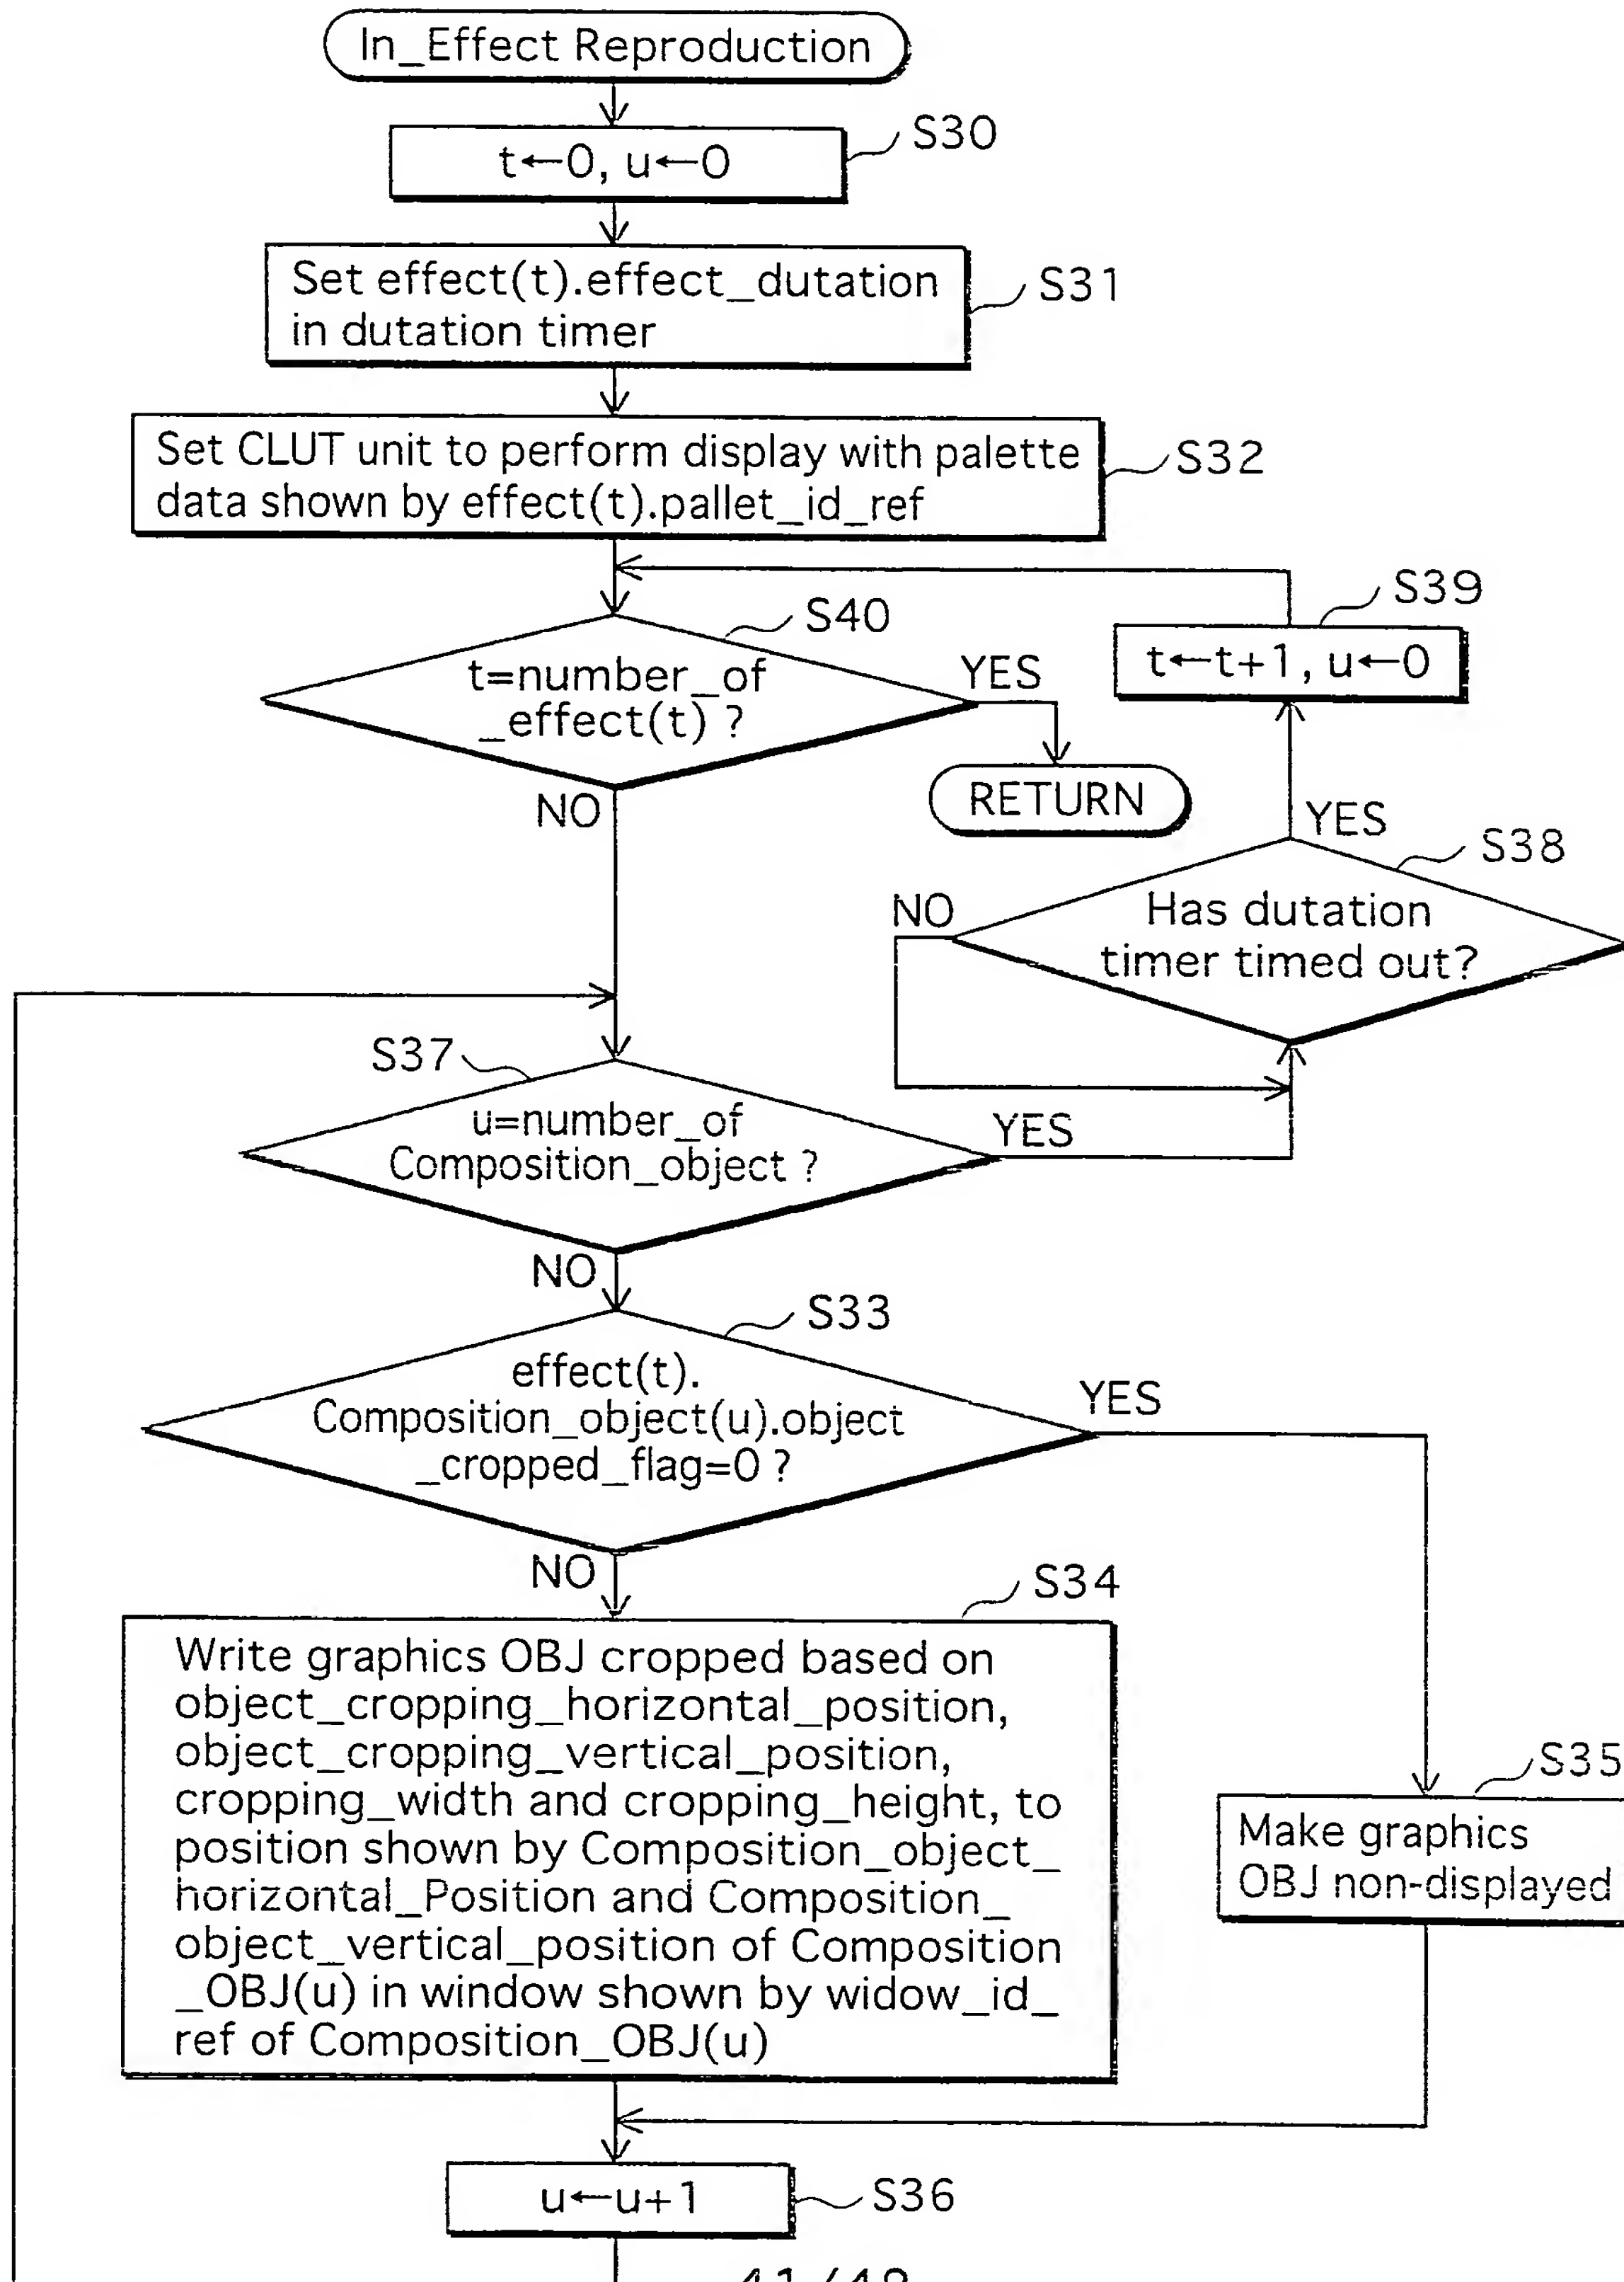 In_Effect Reproduction
S30
t←0, u←0
Set effect(t).effect_dutation
in dutation timer
S31
Set CLUT unit to perform display with palette
data shown by effect(t).pallet_id_ref
S32
S39
t←t+1, u←0
S40
t=number_of
_effect(t) ?
YES
NO
RETURN
YES
S38
Has dutation
timer timed out?
NO
S37
u=number_of
Composition_object ?
YES
NO
S33
effect(t).
Composition_object(u).object
_cropped_flag=0 ?
YES
NO
S34
Write graphics OBJ cropped based on
object_cropping_horizontal_position,
object_cropping_vertical_position,
cropping_width and cropping_height, to
position shown by Composition_object_
horizontal_Position and Composition_
object_vertical_position of Composition
_OBJ(u) in window shown by widow_id_
ref of Composition_OBJ(u)
S35
Make graphics
OBJ non-displayed
u←u+1
S36